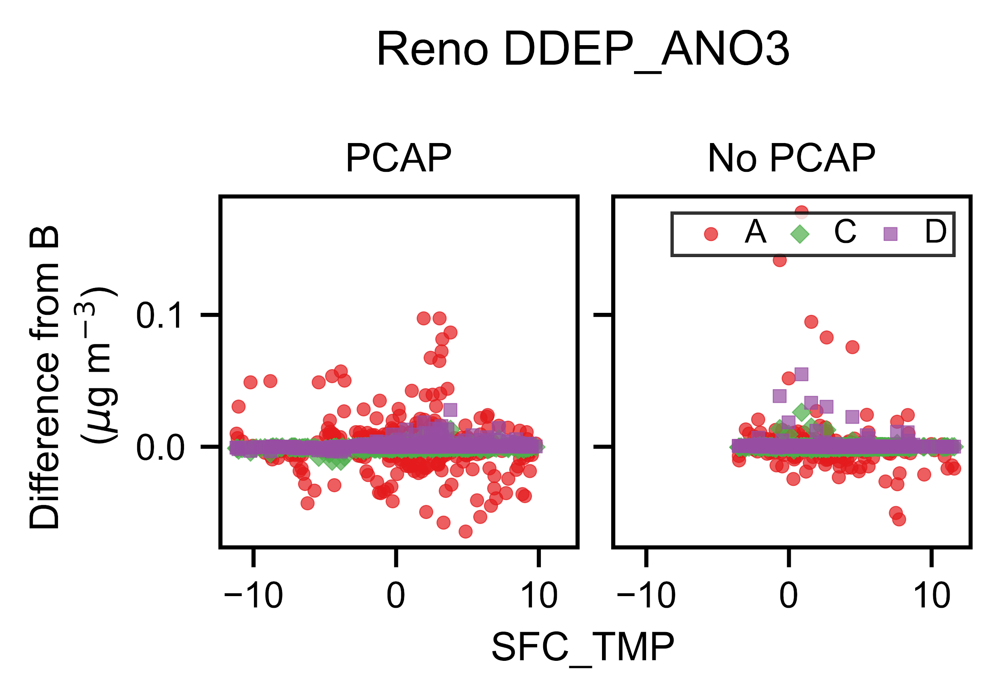 Reno DDEP_ANO3
PCAP
No PCAP
A C D
Difference from B
(μg m⁻³)
0.1
0.0
−10 0 10
−10 0 10
SFC_TMP